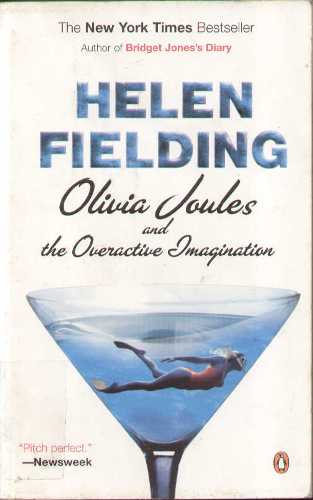 The New York Times Bestseller
Author of Bridget Jones's Diary
HELEN
FIELDING
Olivia Joules
and
the Overactive Imagination
"Pitch perfect."
—Newsweek